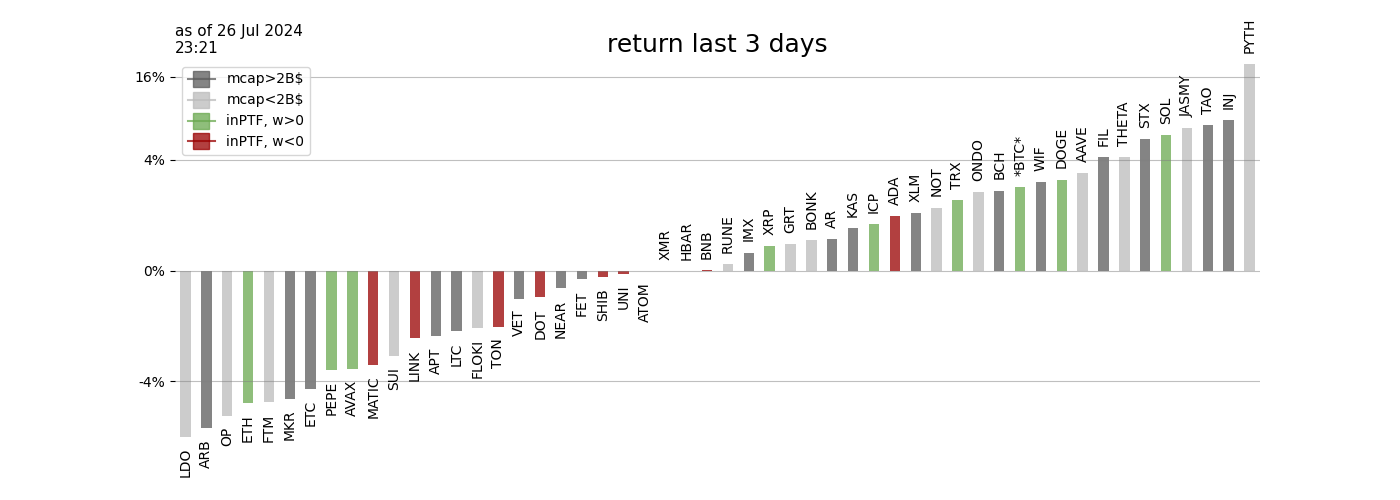 as of 26 Jul 2024
23:21
return last 3 days
mcap>2B$
mcap<2B$
inPTF, w>0
inPTF, w<0
16%
4%
0%
-4%
LDO
ARB
OP
ETH
FTM
MKR
ETC
PEPE
AVAX
MATIC
SUI
LINK
APT
LTC
FLOKI
TON
VET
DOT
NEAR
FET
SHIB
UNI
ATOM
XMR
HBAR
BNB
RUNE
IMX
XRP
GRT
BONK
AR
KAS
ICP
ADA
XLM
NOT
TRX
ONDO
BCH
*BTC*
WIF
DOGE
AAVE
FIL
THETA
STX
SOL
JASMY
TAO
INJ
PYTH